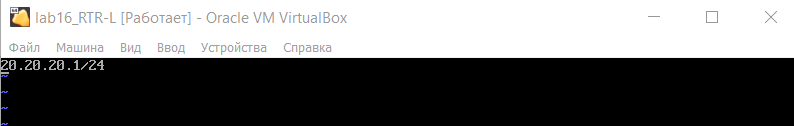 lab16_RTR-L [Работает] - Oracle VM VirtualBox
Файл Машина Вид Ввод Устройства Справка
20.20.20.1/24
~
~
~
~